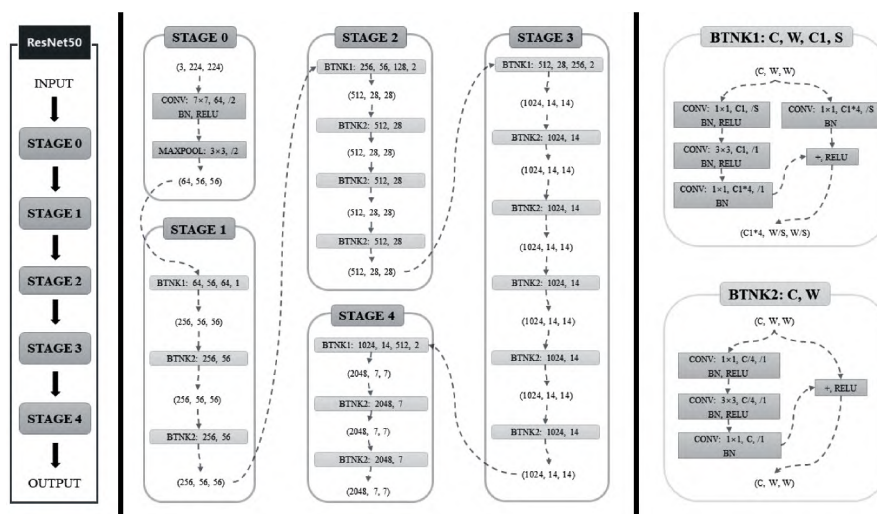 ResNet50
INPUT
STAGE 0
STAGE 1
STAGE 2
STAGE 3
STAGE 4
OUTPUT
STAGE 0
(3, 224, 224)
CONV: 7×7, 64, /2
BN, RELU
MAXPOOL: 3×3, /2
(64, 56, 56)
STAGE 1
BTNK1: 64, 56, 64, 1
(256, 56, 56)
BTNK2: 256, 56
(256, 56, 56)
BTNK2: 256, 56
(256, 56, 56)
STAGE 2
BTNK1: 256, 56, 128, 2
(512, 28, 28)
BTNK2: 512, 28
(512, 28, 28)
BTNK2: 512, 28
(512, 28, 28)
BTNK2: 512, 28
(512, 28, 28)
STAGE 3
BTNK1: 512, 28, 256, 2
(1024, 14, 14)
BTNK2: 1024, 14
(1024, 14, 14)
BTNK2: 1024, 14
(1024, 14, 14)
BTNK2: 1024, 14
(1024, 14, 14)
BTNK2: 1024, 14
(1024, 14, 14)
BTNK2: 1024, 14
(1024, 14, 14)
STAGE 4
BTNK1: 1024, 14, 512, 2
(2048, 7, 7)
BTNK2: 2048, 7
(2048, 7, 7)
BTNK2: 2048, 7
(2048, 7, 7)
BTNK1: C, W, C1, S
(C, W, W)
CONV: 1×1, C1, /S
BN, RELU
CONV: 3×3, C1, /1
BN, RELU
CONV: 1×1, C1*4, /1
BN
CONV: 1×1, C1*4, /S
BN
+, RELU
(C1*4, W/S, W/S)
BTNK2: C, W
(C, W, W)
CONV: 1×1, C/4, /1
BN, RELU
CONV: 3×3, C/4, /1
BN, RELU
CONV: 1×1, C, /1
BN
+, RELU
(C, W, W)